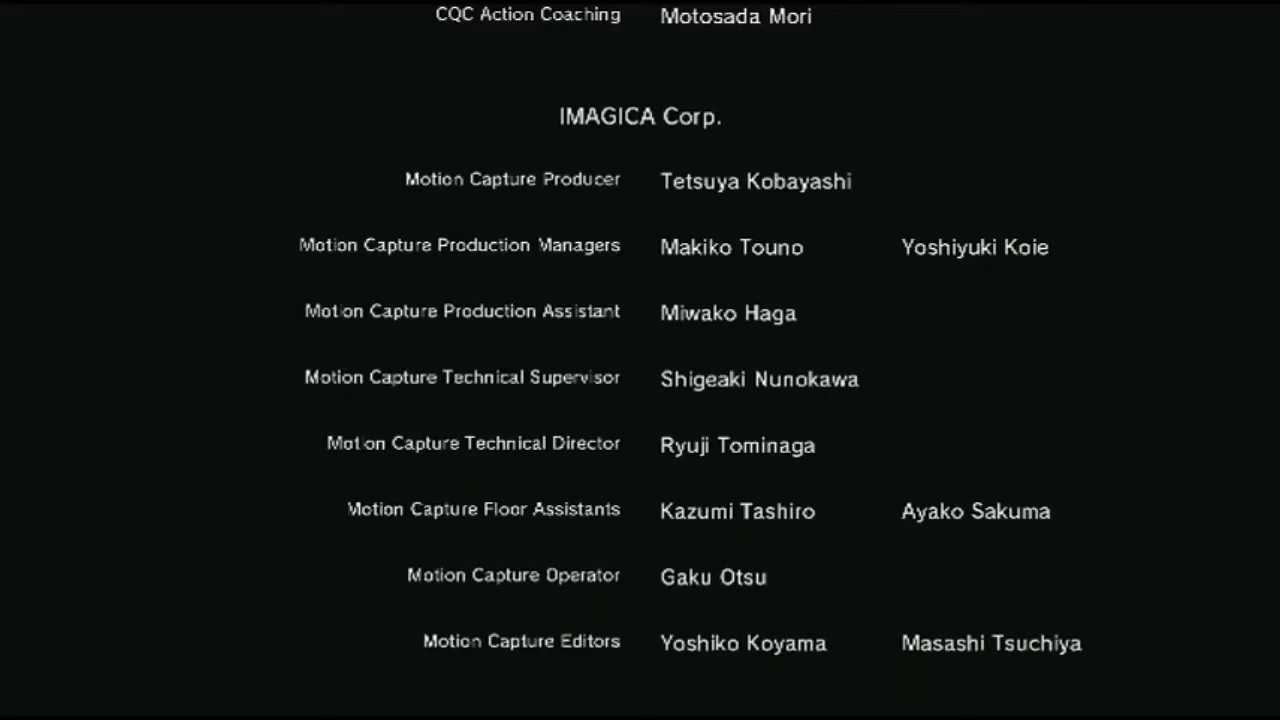 CQC Action Coaching Motosada Mori
IMAGICA Corp.
Motion Capture Producer Tetsuya Kobayashi
Motion Capture Production Managers Makiko Touno Yoshiyuki Koie
Motion Capture Production Assistant Miwako Haga
Motion Capture Technical Supervisor Shigeaki Nunokawa
Motion Capture Technical Director Ryuji Tominaga
Motion Capture Floor Assistants Kazumi Tashiro Ayako Sakuma
Motion Capture Operator Gaku Otsu
Motion Capture Editors Yoshiko Koyama Masashi Tsuchiya